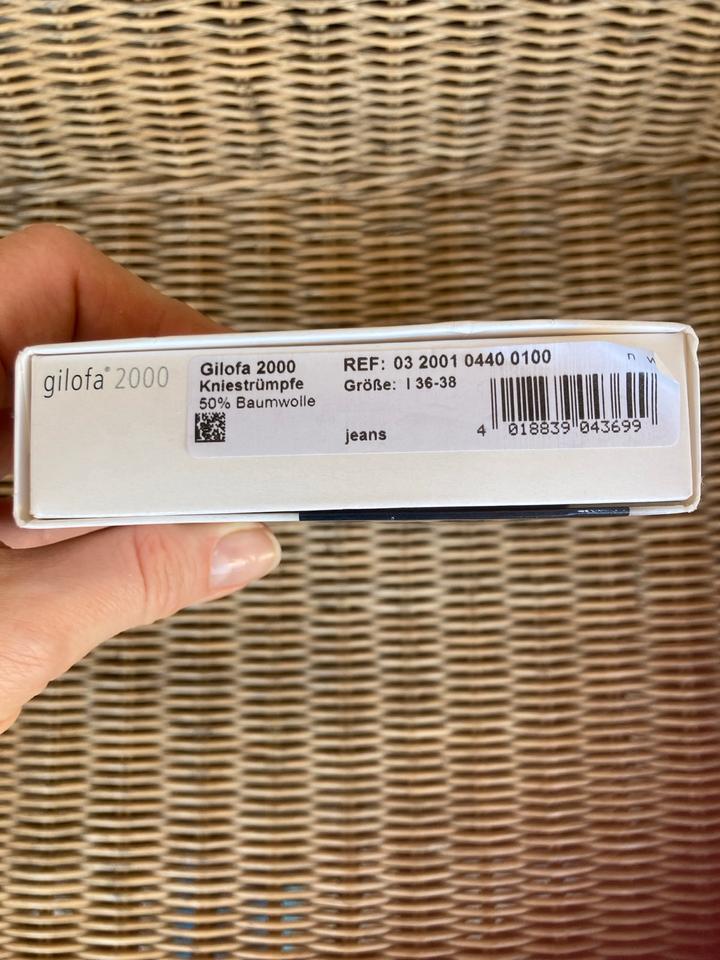 gilofa® 2000
Gilofa 2000
Kniestrümpfe
50% Baumwolle
REF: 03 2001 0440 0100
Größe: I 36-38
jeans
4 018839 043699